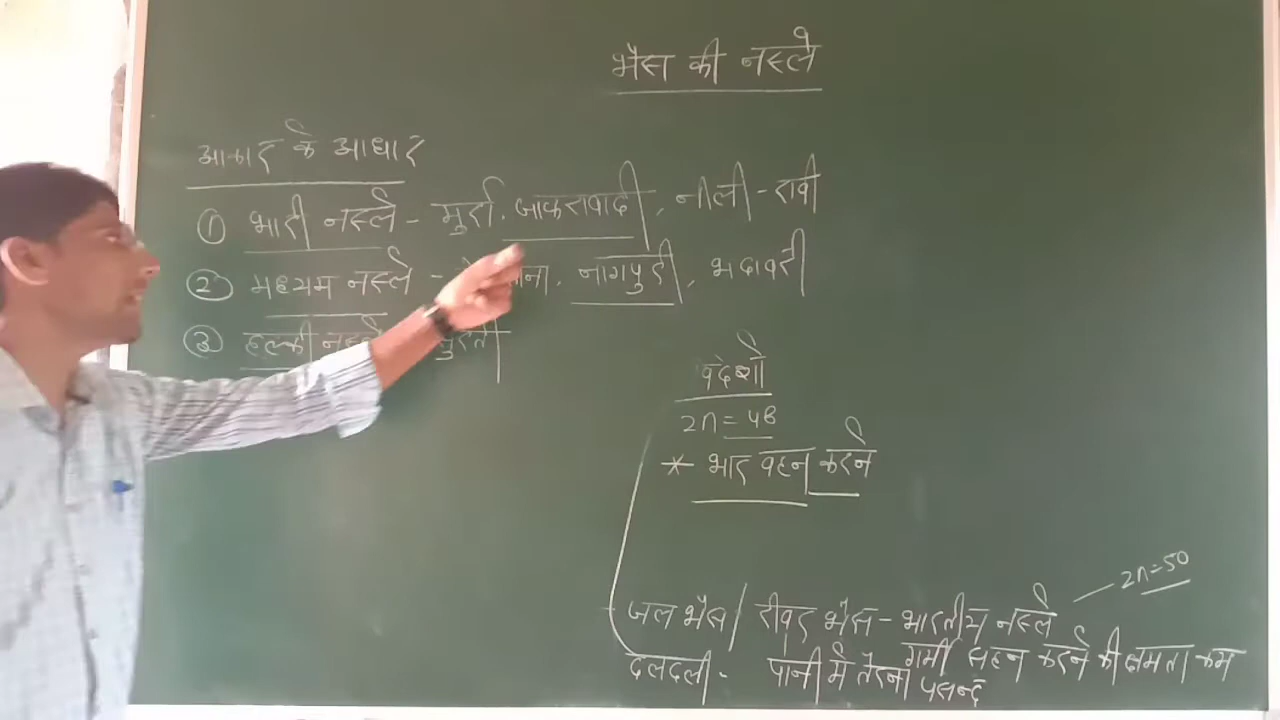 भैस की नस्ले
आकार के आधार
① भारी नस्ले - मुर्रा, जाफरावादी, नीली - रावी
② मध्यम नस्ले - नागपुरी, भदावरी
③ हल्की नस्ले सुरती
2n = 48
* भार वहन करने
2n=50
जल भैस / रीवर भैस - भारतीय नस्ले
गर्मी सहन करने की क्षमता कम
दलदली - पानी मे तैरना पसन्द